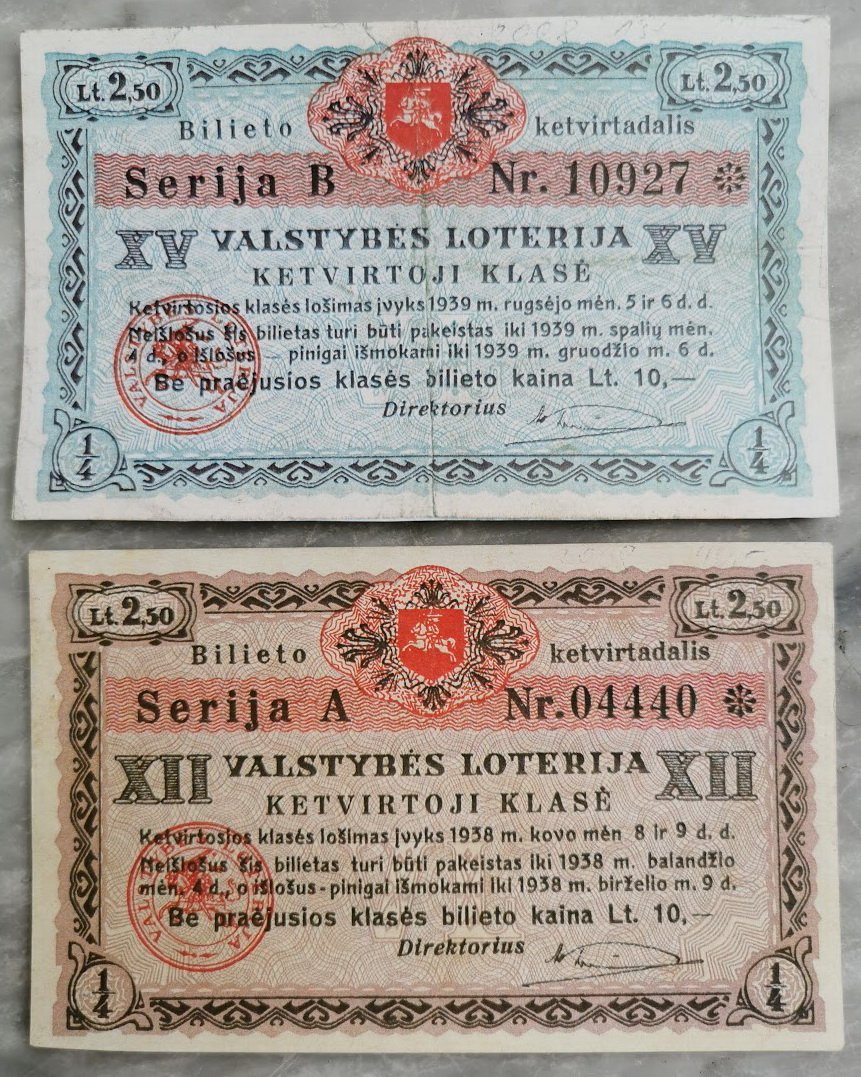 Lt. 2,50 Lt. 2,50
Bilieto ketvirtadalis
Serija B Nr. 10927
XV VALSTYBĖS LOTERIJA XV
KETVIRTOJI KLASĖ
Ketvirtosios klasės lošimas įvyks 1939 m. rugsėjo mėn. 5 ir 6 d. d.
Neišlošus šis bilietas turi būti pakeistas iki 1939 m. spalių mėn.
4 d., o išlošus — pinigai išmokami iki 1939 m. gruodžio m. 6 d.
Be praėjusios klasės bilieto kaina Lt. 10,—
Direktorius
1/4 1/4
Lt. 2,50 Lt. 2,50
Bilieto ketvirtadalis
Serija A Nr. 04440
XII VALSTYBĖS LOTERIJA XII
KETVIRTOJI KLASĖ
Ketvirtosios klasės lošimas įvyks 1938 m. kovo mėn 8 ir 9 d. d.
Neišlošus šis bilietas turi būti pakeistas iki 1938 m. balandžio
mėn. 4 d., o išlošus - pinigai išmokami iki 1938 m. birželio m. 9 d.
Be praėjusios klasės bilieto kaina Lt. 10,—
Direktorius
1/4 1/4